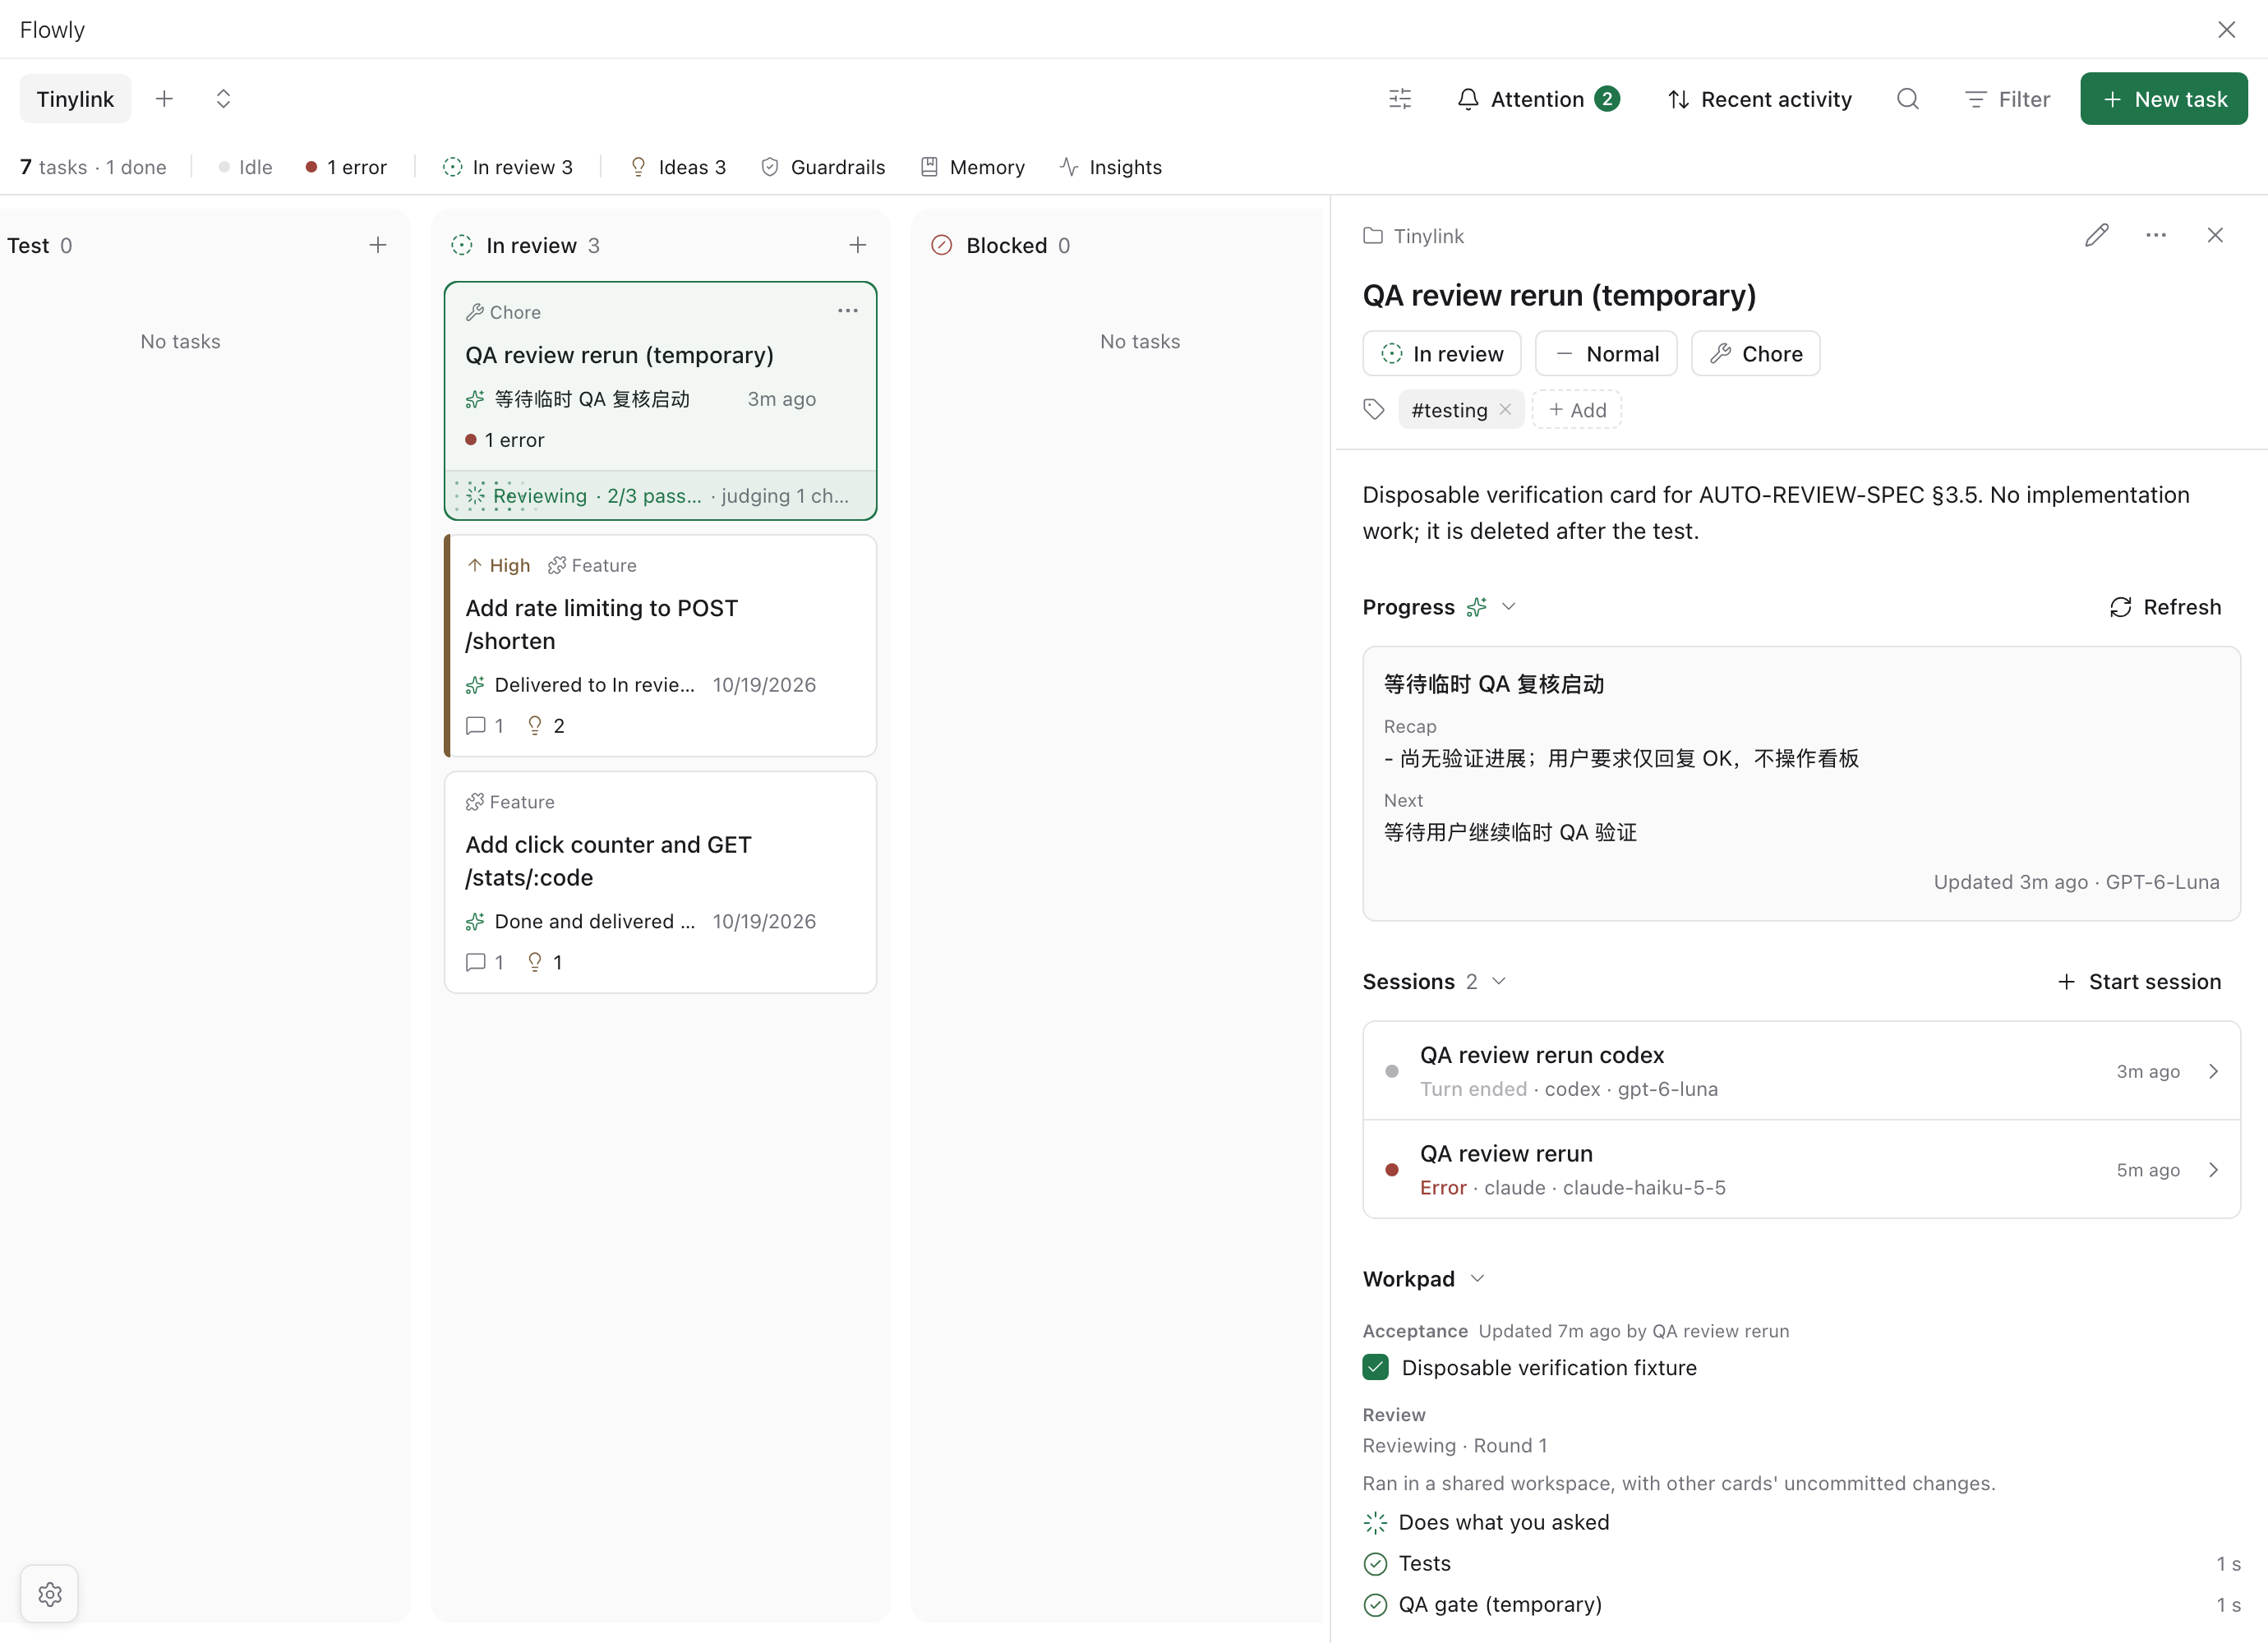 Flowly
Tinylink
Attention 2
Recent activity
Filter
New task
7 tasks · 1 done
Idle
1 error
In review 3
Ideas 3
Guardrails
Memory
Insights
Test 0
No tasks
In review 3
Chore
QA review rerun (temporary)
等待临时 QA 复核启动 3m ago
1 error
Reviewing · 2/3 pass... · judging 1 ch...
High Feature
Add rate limiting to POST
/shorten
Delivered to In revie... 10/19/2026
1 2
Feature
Add click counter and GET
/stats/:code
Done and delivered ... 10/19/2026
1 1
Blocked 0
No tasks
Tinylink
QA review rerun (temporary)
In review
Normal
Chore
#testing
+ Add
Disposable verification card for AUTO-REVIEW-SPEC §3.5. No implementation
work; it is deleted after the test.
Progress
Refresh
等待临时 QA 复核启动
Recap
- 尚无验证进展；用户要求仅回复 OK，不操作看板
Next
等待用户继续临时 QA 验证
Updated 3m ago · GPT-6-Luna
Sessions 2
+ Start session
QA review rerun codex
Turn ended · codex · gpt-6-luna
3m ago
QA review rerun
Error · claude · claude-haiku-5-5
5m ago
Workpad
Acceptance Updated 7m ago by QA review rerun
Disposable verification fixture
Review
Reviewing · Round 1
Ran in a shared workspace, with other cards' uncommitted changes.
Does what you asked
Tests 1 s
QA gate (temporary) 1 s